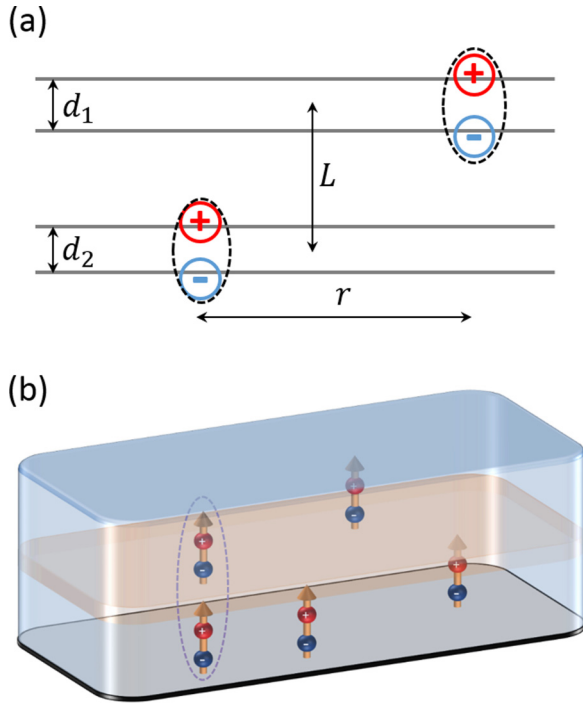 (a)
+
d₁
-
L
+
d₂
-
r
(b)
+
+
-
+
-
+
+
-
-
-